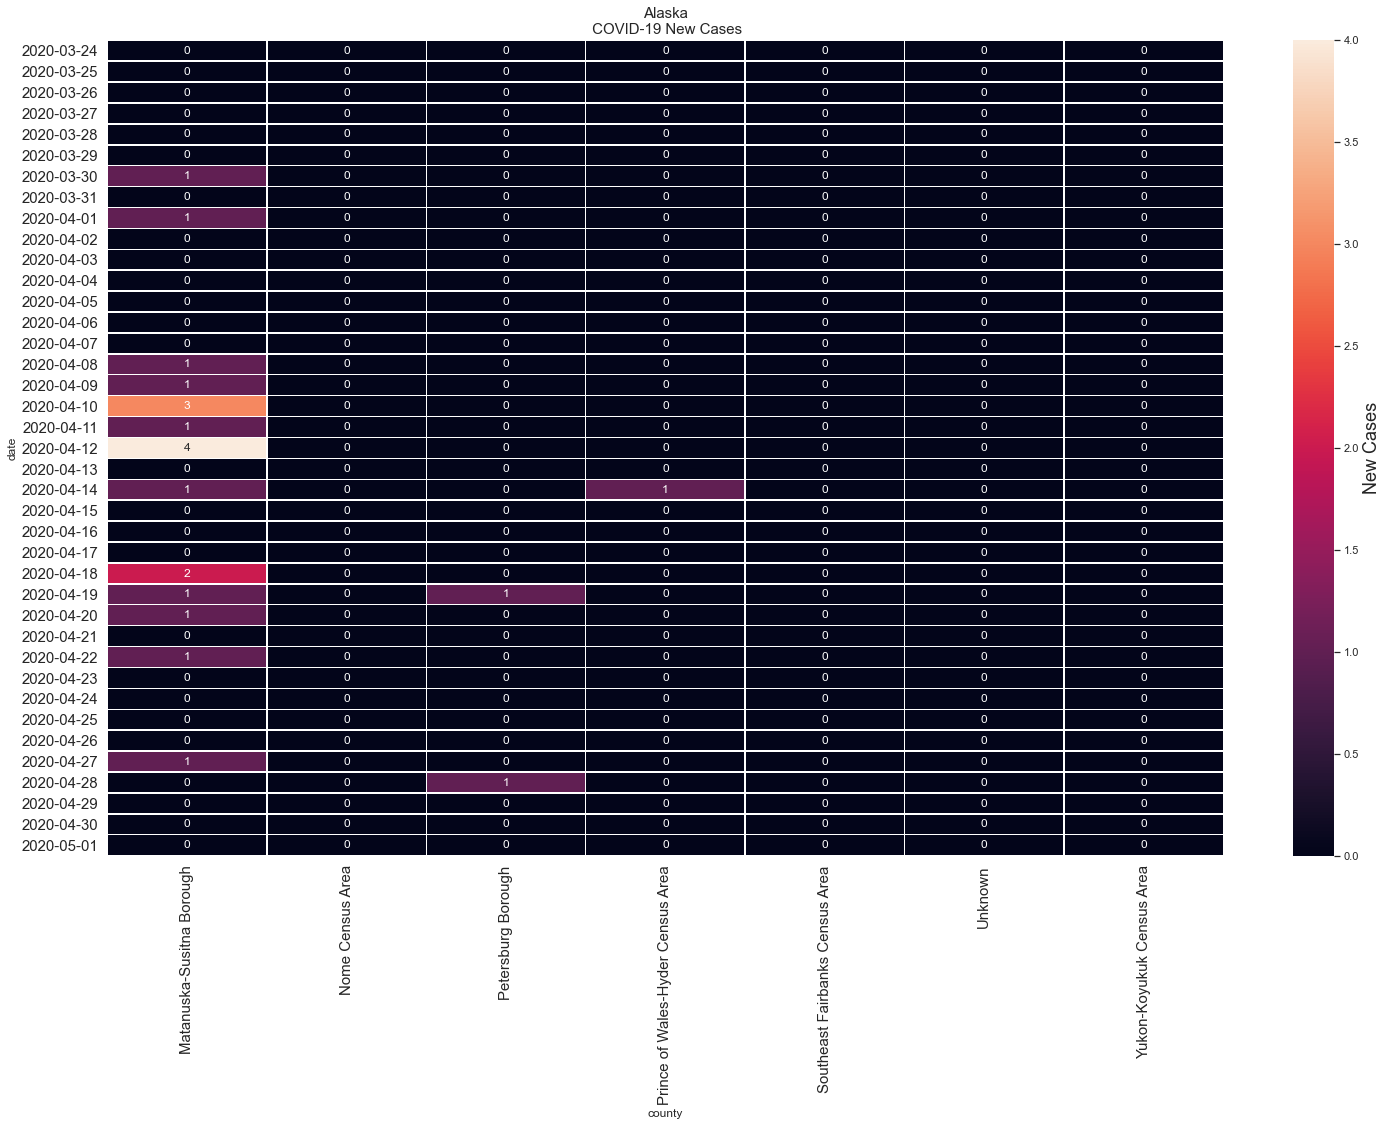 Alaska
COVID-19 New Cases
2020-03-24 0 0 0 0 0 0 0
2020-03-25 0 0 0 0 0 0 0
2020-03-26 0 0 0 0 0 0 0
2020-03-27 0 0 0 0 0 0 0
2020-03-28 0 0 0 0 0 0 0
2020-03-29 0 0 0 0 0 0 0
2020-03-30 1 0 0 0 0 0 0
2020-03-31 0 0 0 0 0 0 0
2020-04-01 1 0 0 0 0 0 0
2020-04-02 0 0 0 0 0 0 0
2020-04-03 0 0 0 0 0 0 0
2020-04-04 0 0 0 0 0 0 0
2020-04-05 0 0 0 0 0 0 0
2020-04-06 0 0 0 0 0 0 0
2020-04-07 0 0 0 0 0 0 0
2020-04-08 1 0 0 0 0 0 0
2020-04-09 1 0 0 0 0 0 0
2020-04-10 3 0 0 0 0 0 0
2020-04-11 1 0 0 0 0 0 0
2020-04-12 4 0 0 0 0 0 0
2020-04-13 0 0 0 0 0 0 0
2020-04-14 1 0 0 1 0 0 0
2020-04-15 0 0 0 0 0 0 0
2020-04-16 0 0 0 0 0 0 0
2020-04-17 0 0 0 0 0 0 0
2020-04-18 2 0 0 0 0 0 0
2020-04-19 1 0 1 0 0 0 0
2020-04-20 1 0 0 0 0 0 0
2020-04-21 0 0 0 0 0 0 0
2020-04-22 1 0 0 0 0 0 0
2020-04-23 0 0 0 0 0 0 0
2020-04-24 0 0 0 0 0 0 0
2020-04-25 0 0 0 0 0 0 0
2020-04-26 0 0 0 0 0 0 0
2020-04-27 1 0 0 0 0 0 0
2020-04-28 0 0 1 0 0 0 0
2020-04-29 0 0 0 0 0 0 0
2020-04-30 0 0 0 0 0 0 0
2020-05-01 0 0 0 0 0 0 0
date
Matanuska-Susitna Borough
Nome Census Area
Petersburg Borough
Prince of Wales-Hyder Census Area
Southeast Fairbanks Census Area
Unknown
Yukon-Koyukuk Census Area
county
4.0
3.5
3.0
2.5
2.0
1.5
1.0
0.5
0.0
New Cases